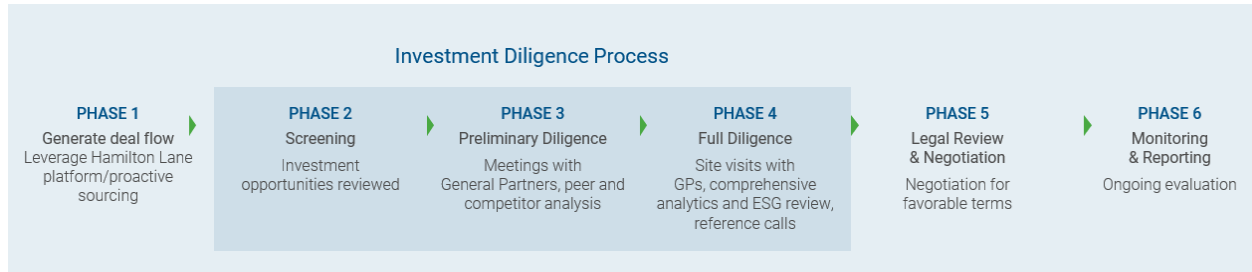 Investment Diligence Process
PHASE 1
Generate deal flow
Leverage Hamilton Lane
platform/proactive
sourcing
PHASE 2
Screening
Investment
opportunities reviewed
PHASE 3
Preliminary Diligence
Meetings with
General Partners, peer and
competitor analysis
PHASE 4
Full Diligence
Site visits with
GPs, comprehensive
analytics and ESG review,
reference calls
PHASE 5
Legal Review
& Negotiation
Negotiation for
favorable terms
PHASE 6
Monitoring
& Reporting
Ongoing evaluation